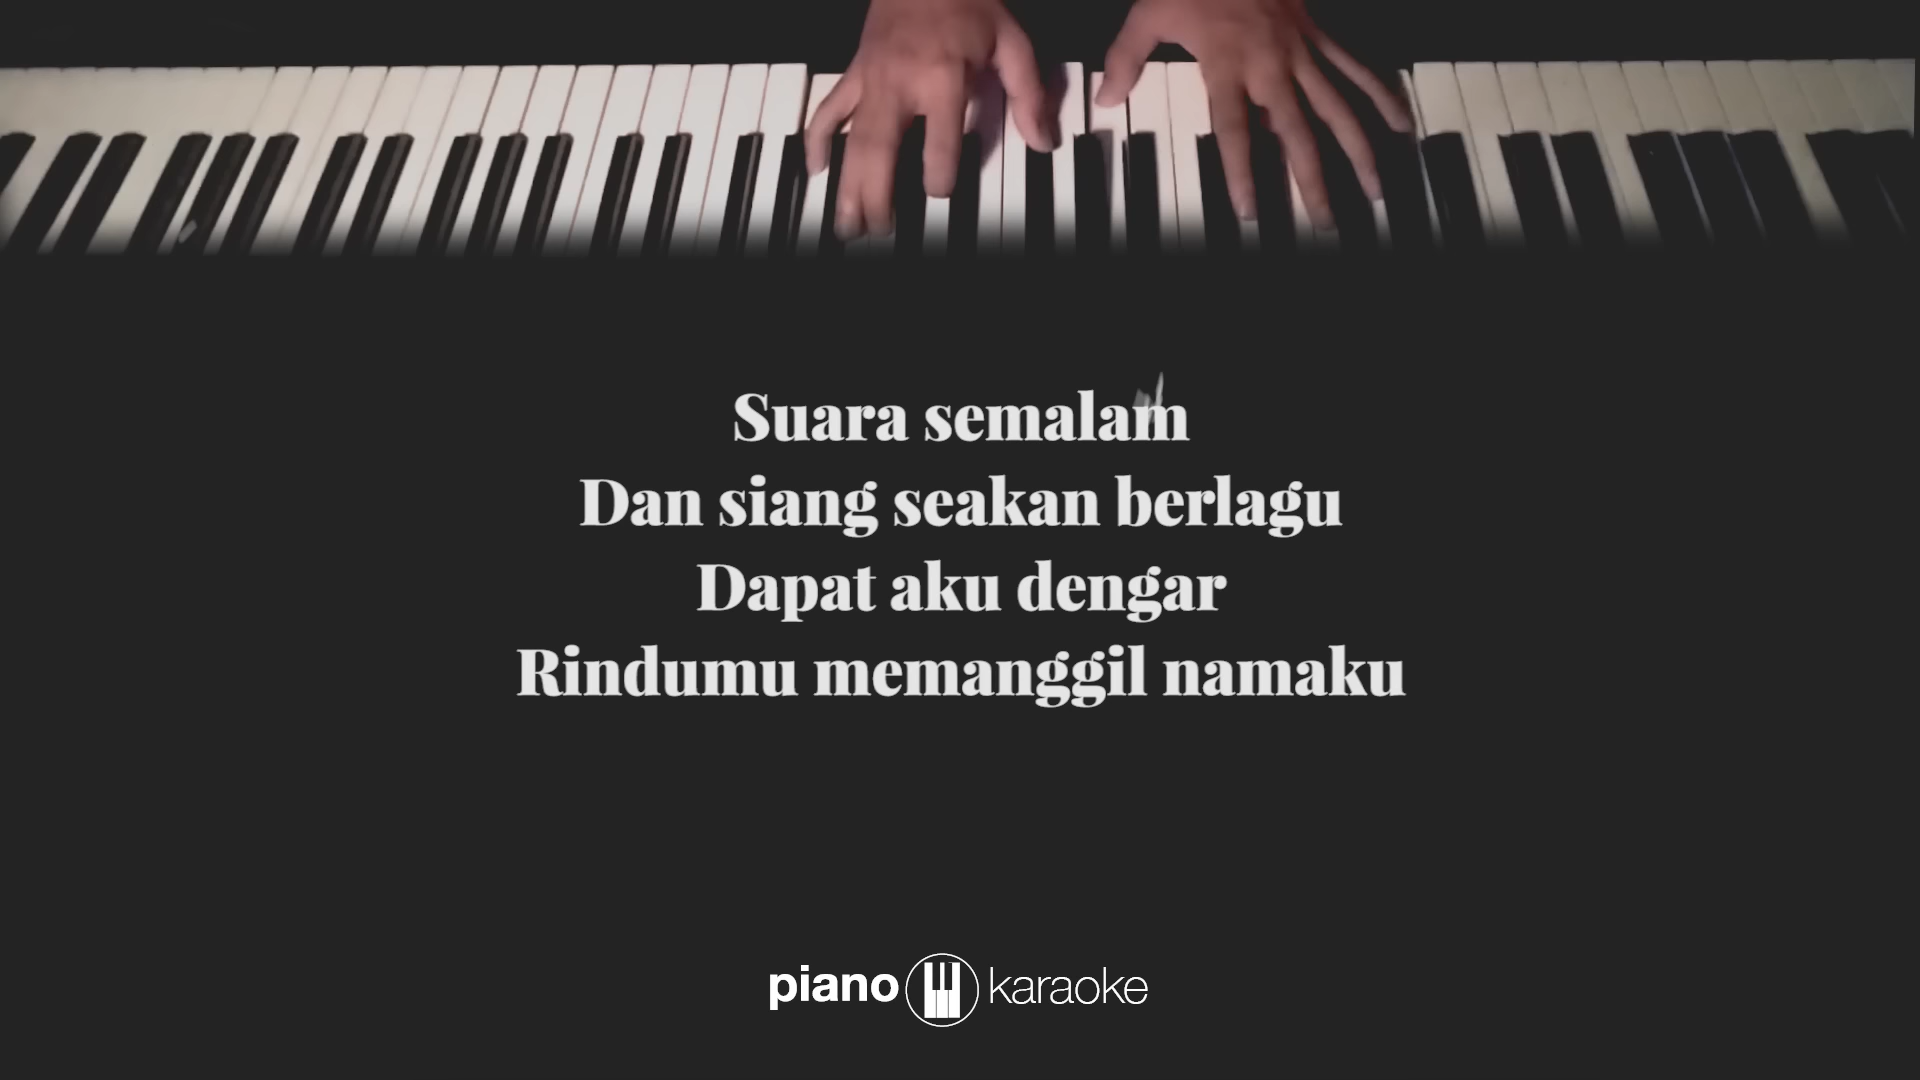 Suara semalam
Dan siang seakan berlagu
Dapat aku dengar
Rindumu memanggil namaku
piano karaoke